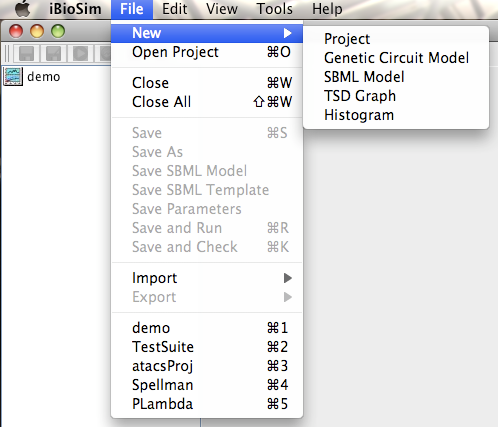 iBioSim File Edit View Tools Help
New
Open Project ⌘O
Close ⌘W
Close All ⇧⌘W
Save ⌘S
Save As
Save SBML Model
Save SBML Template
Save Parameters
Save and Run ⌘R
Save and Check ⌘K
Import
Export
demo ⌘1
TestSuite ⌘2
atacsProj ⌘3
Spellman ⌘4
PLambda ⌘5
Project
Genetic Circuit Model
SBML Model
TSD Graph
Histogram
demo